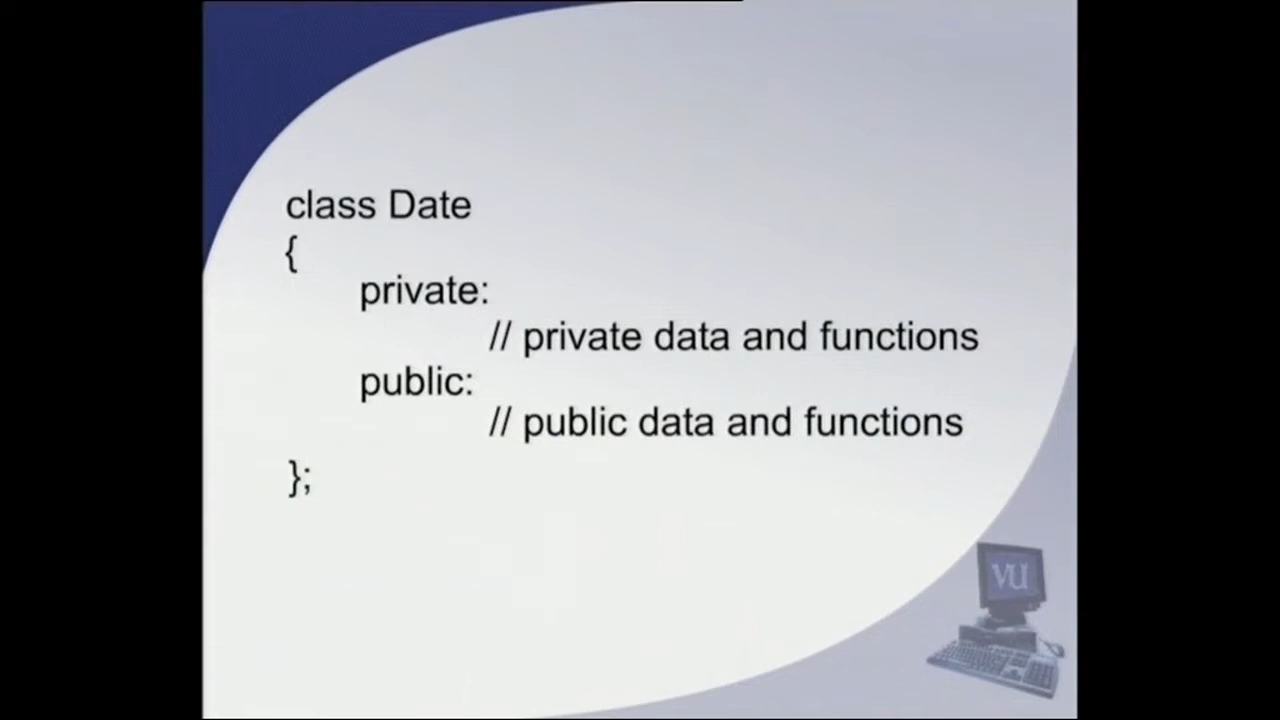 class Date
{
private:
// private data and functions
public:
// public data and functions
};
VU